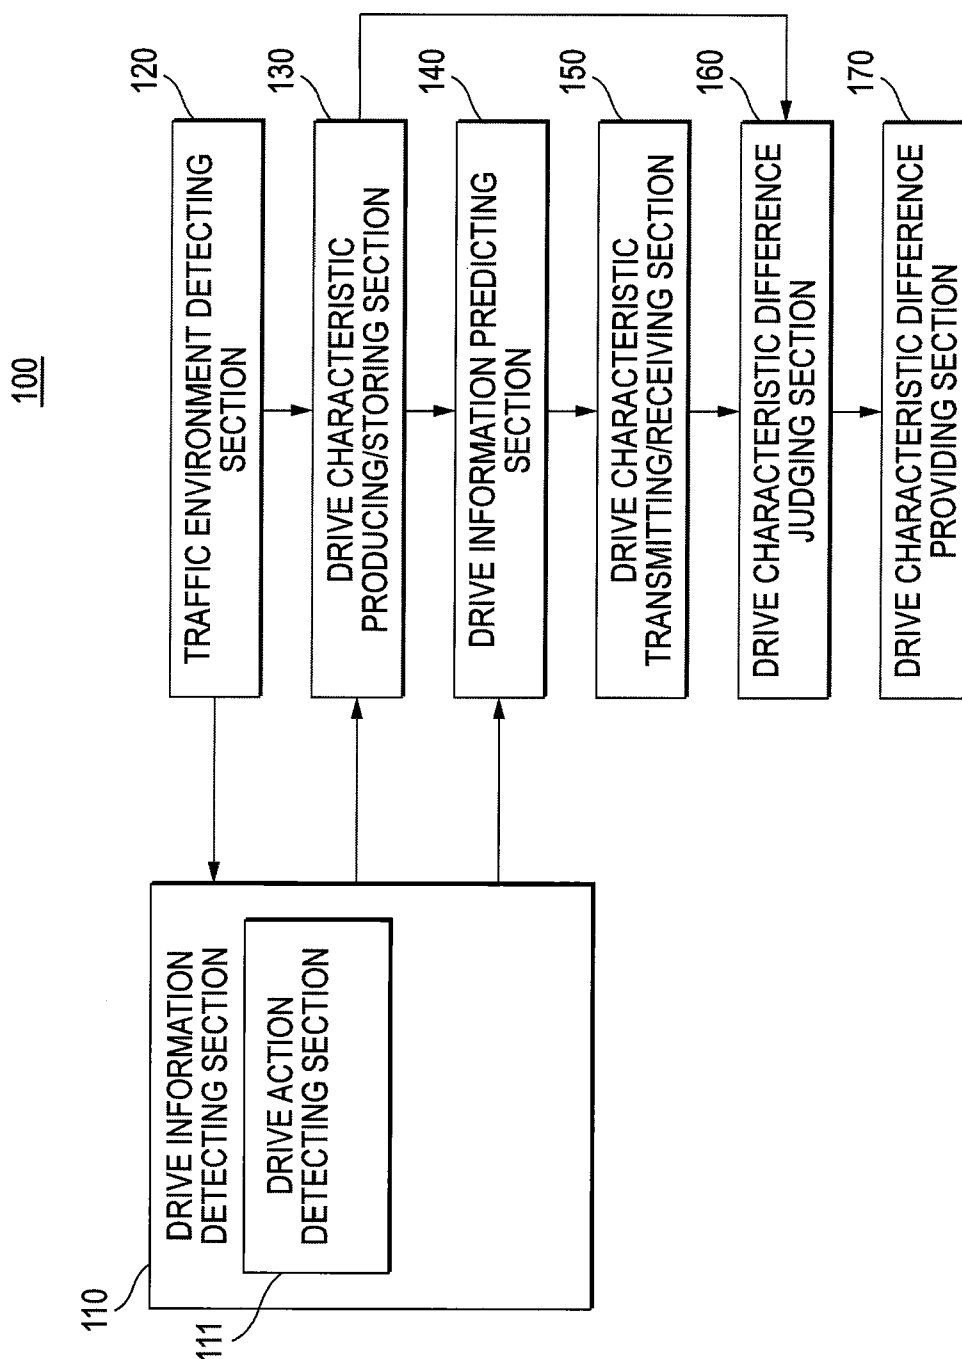 100
110
DRIVE INFORMATION
DETECTING SECTION
111
DRIVE ACTION
DETECTING SECTION
120
TRAFFIC ENVIRONMENT DETECTING
SECTION
130
DRIVE CHARACTERISTIC
PRODUCING/STORING SECTION
140
DRIVE INFORMATION PREDICTING
SECTION
150
DRIVE CHARACTERISTIC
TRANSMITTING/RECEIVING SECTION
160
DRIVE CHARACTERISTIC DIFFERENCE
JUDGING SECTION
170
DRIVE CHARACTERISTIC DIFFERENCE
PROVIDING SECTION